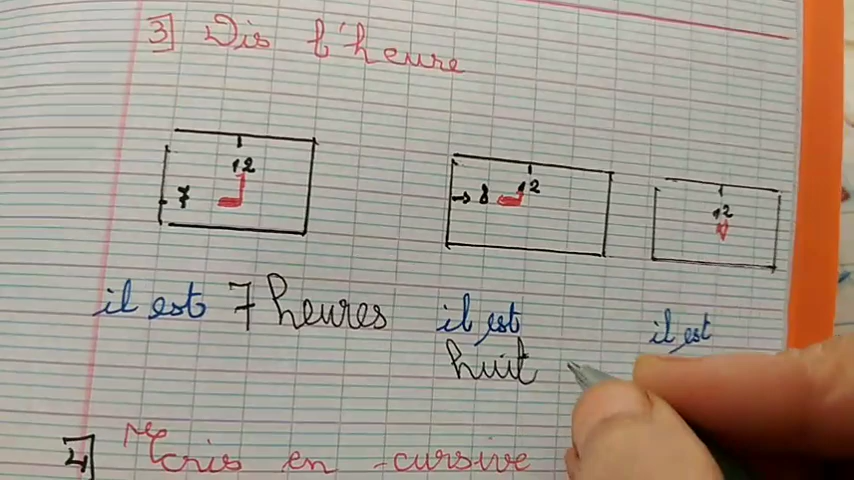 3] Dis l'heure
12 12 12
7 8
il est 7 heures il est il est
huit
4] Ecris en cursive